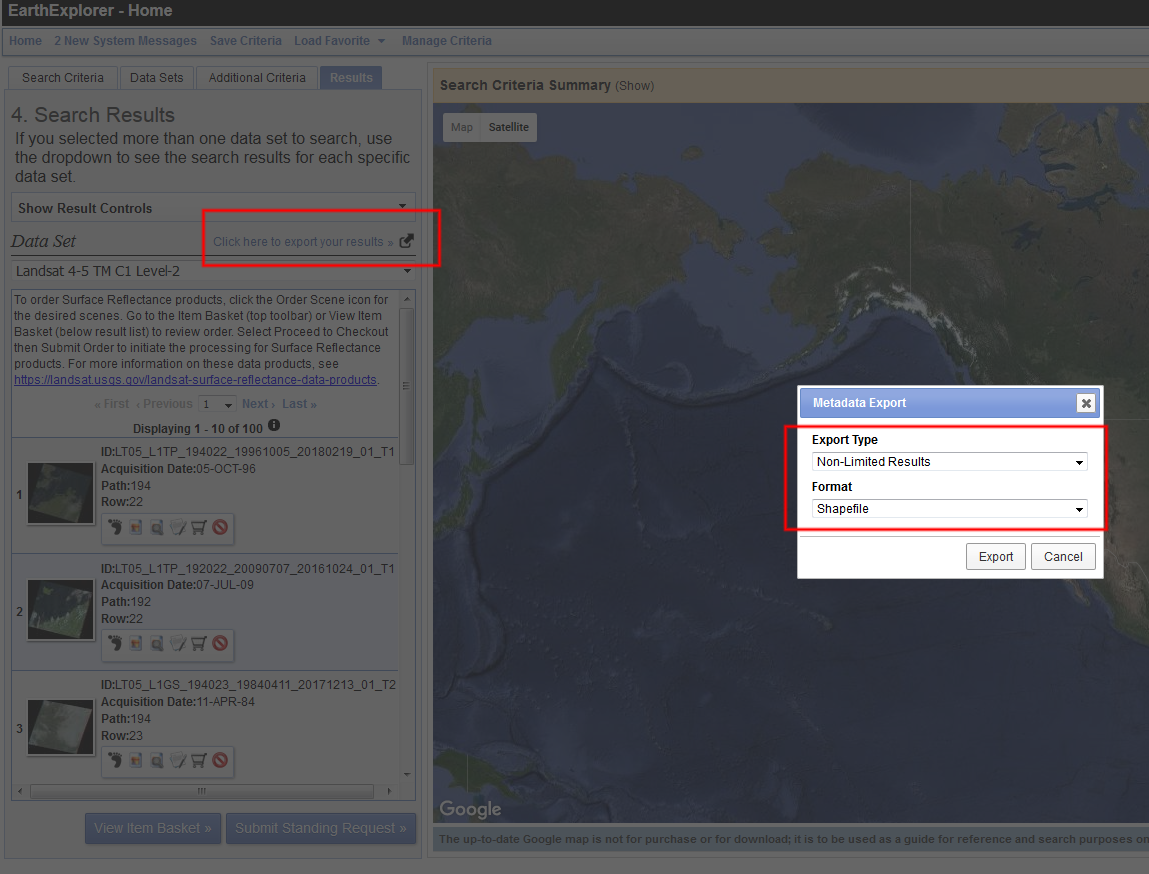 EarthExplorer - Home
Home 2 New System Messages Save Criteria Load Favorite Manage Criteria
Search Criteria Data Sets Additional Criteria Results
4. Search Results
If you selected more than one data set to search, use
the dropdown to see the search results for each specific
data set.
Show Result Controls
Data Set
Click here to export your results »
Landsat 4-5 TM C1 Level-2
To order Surface Reflectance products, click the Order Scene icon for
the desired scenes. Go to the Item Basket (top toolbar) or View Item
Basket (below result list) to review order. Select Proceed to Checkout
then Submit Order to initiate the processing for Surface Reflectance
products. For more information on these data products, see
https://landsat.usgs.gov/landsat-surface-reflectance-data-products.
« First ‹ Previous 1 Next › Last »
Displaying 1 - 10 of 100
1
ID:LT05_L1TP_194022_19961005_20180219_01_T1
Acquisition Date:05-OCT-96
Path:194
Row:22
2
ID:LT05_L1TP_192022_20090707_20161024_01_T1
Acquisition Date:07-JUL-09
Path:192
Row:22
3
ID:LT05_L1GS_194023_19840411_20171213_01_T2
Acquisition Date:11-APR-84
Path:194
Row:23
View Item Basket » Submit Standing Request »
Search Criteria Summary (Show)
Map Satellite
Metadata Export
Export Type
Non-Limited Results
Format
Shapefile
Export Cancel
Google
The up-to-date Google map is not for purchase or for download; it is to be used as a guide for reference and search purposes on